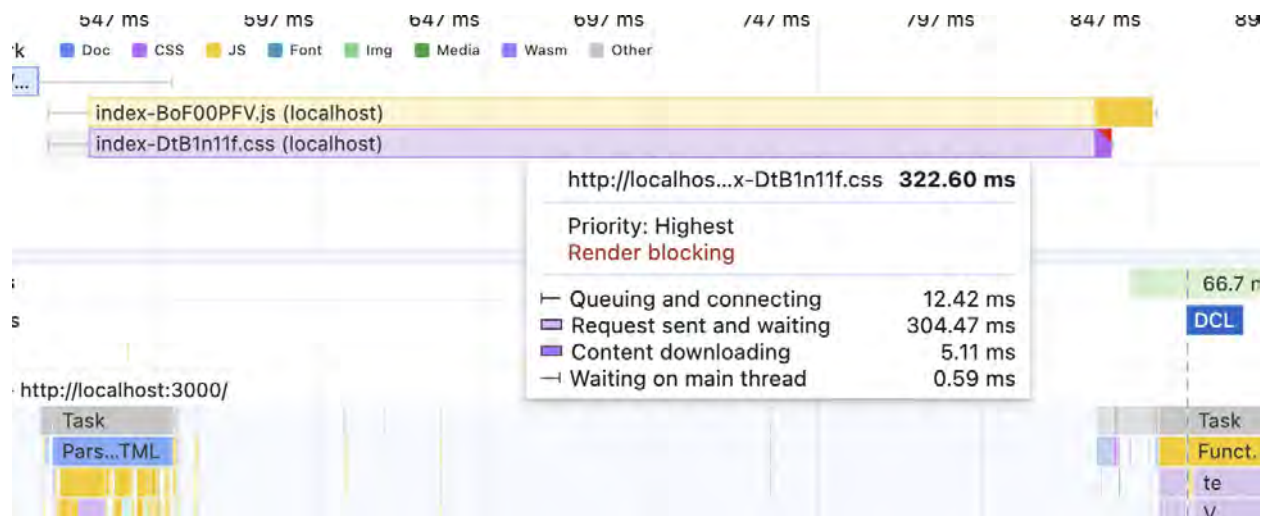 547 ms 597 ms 647 ms 697 ms 747 ms 797 ms 847 ms 89
k Doc CSS JS Font Img Media Wasm Other
/...
index-BoF00PFV.js (localhost)
index-DtB1n11f.css (localhost)
http://localhos...x-DtB1n11f.css 322.60 ms
Priority: Highest
Render blocking
Queuing and connecting 12.42 ms
Request sent and waiting 304.47 ms
Content downloading 5.11 ms
Waiting on main thread 0.59 ms
66.7 m
s
DCL
http://localhost:3000/
Task Task
Pars...TML Funct.
te
V